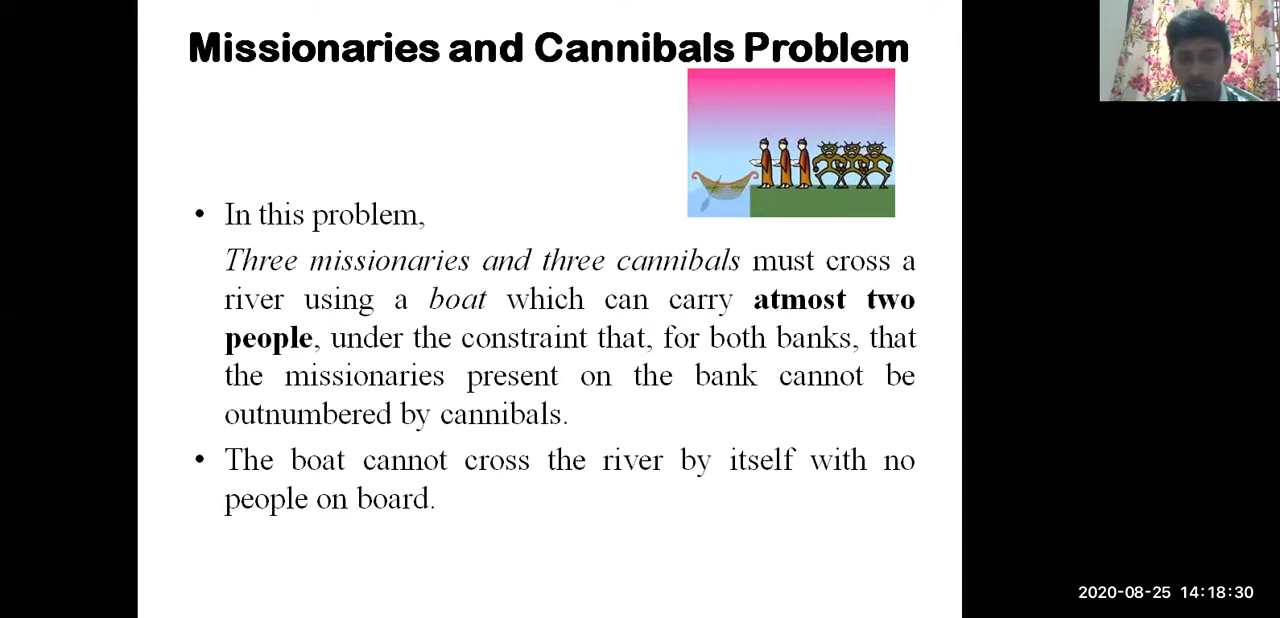 Missionaries and Cannibals Problem
• In this problem,
Three missionaries and three cannibals must cross a
river using a boat which can carry atmost two
people, under the constraint that, for both banks, that
the missionaries present on the bank cannot be
outnumbered by cannibals.
• The boat cannot cross the river by itself with no
people on board.
2020-08-25 14:18:30